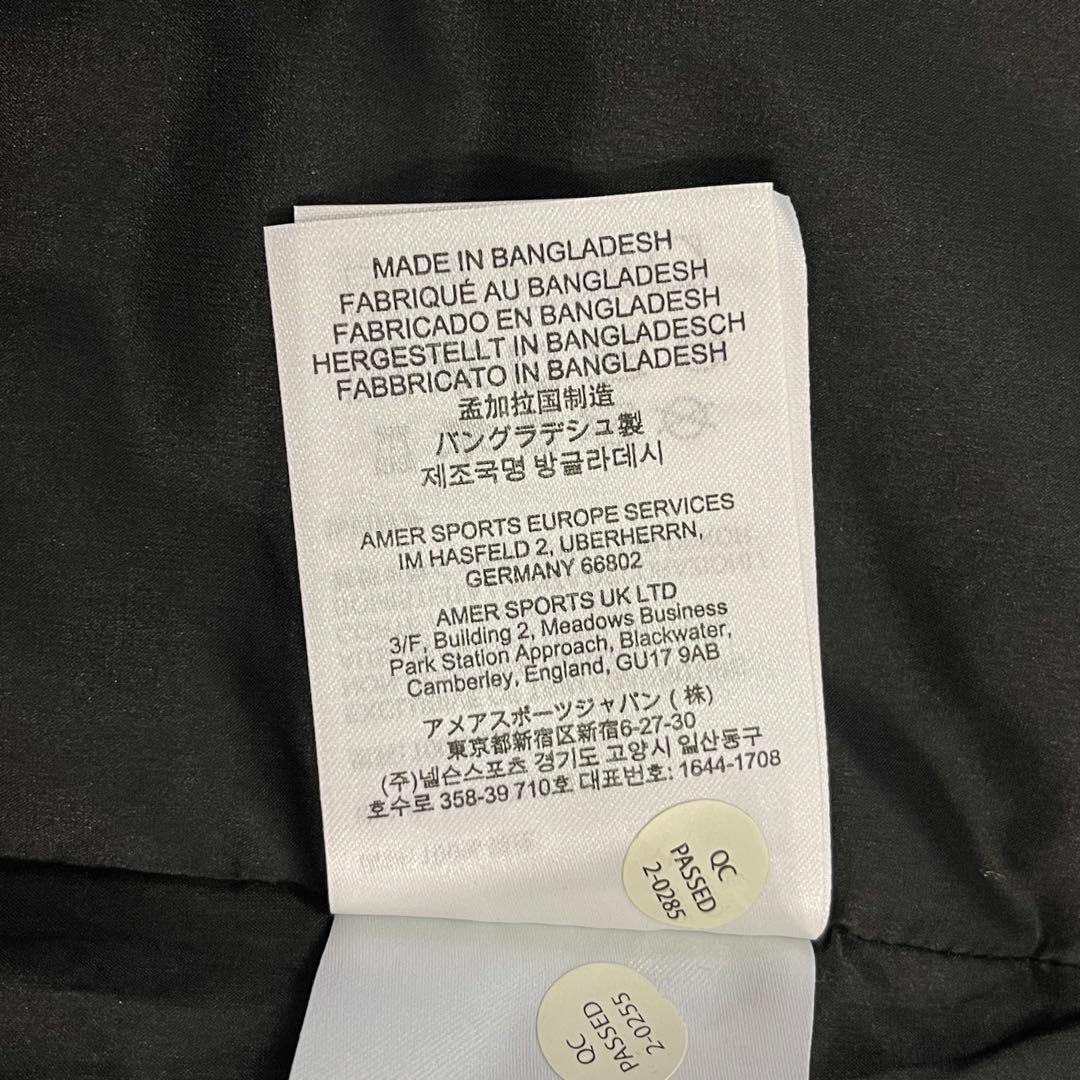 MADE IN BANGLADESH
FABRIQUÉ AU BANGLADESH
FABRICADO EN BANGLADESH
HERGESTELLT IN BANGLADESCH
FABBRICATO IN BANGLADESH
孟加拉国制造
バングラデシュ製
제조국명 방글라데시
AMER SPORTS EUROPE SERVICES
IM HASFELD 2, UBERHERRN,
GERMANY 66802
AMER SPORTS UK LTD
3/F, Building 2, Meadows Business
Park Station Approach, Blackwater,
Camberley, England, GU17 9AB
アメアスポーツジャパン (株)
東京都新宿区新宿6-27-30
(주)넬슨스포츠 경기도 고양시 일산동구
호수로 358-39 710호 대표번호: 1644-1708
QC
PASSED
2-0285
QC
PASSED
2-0255